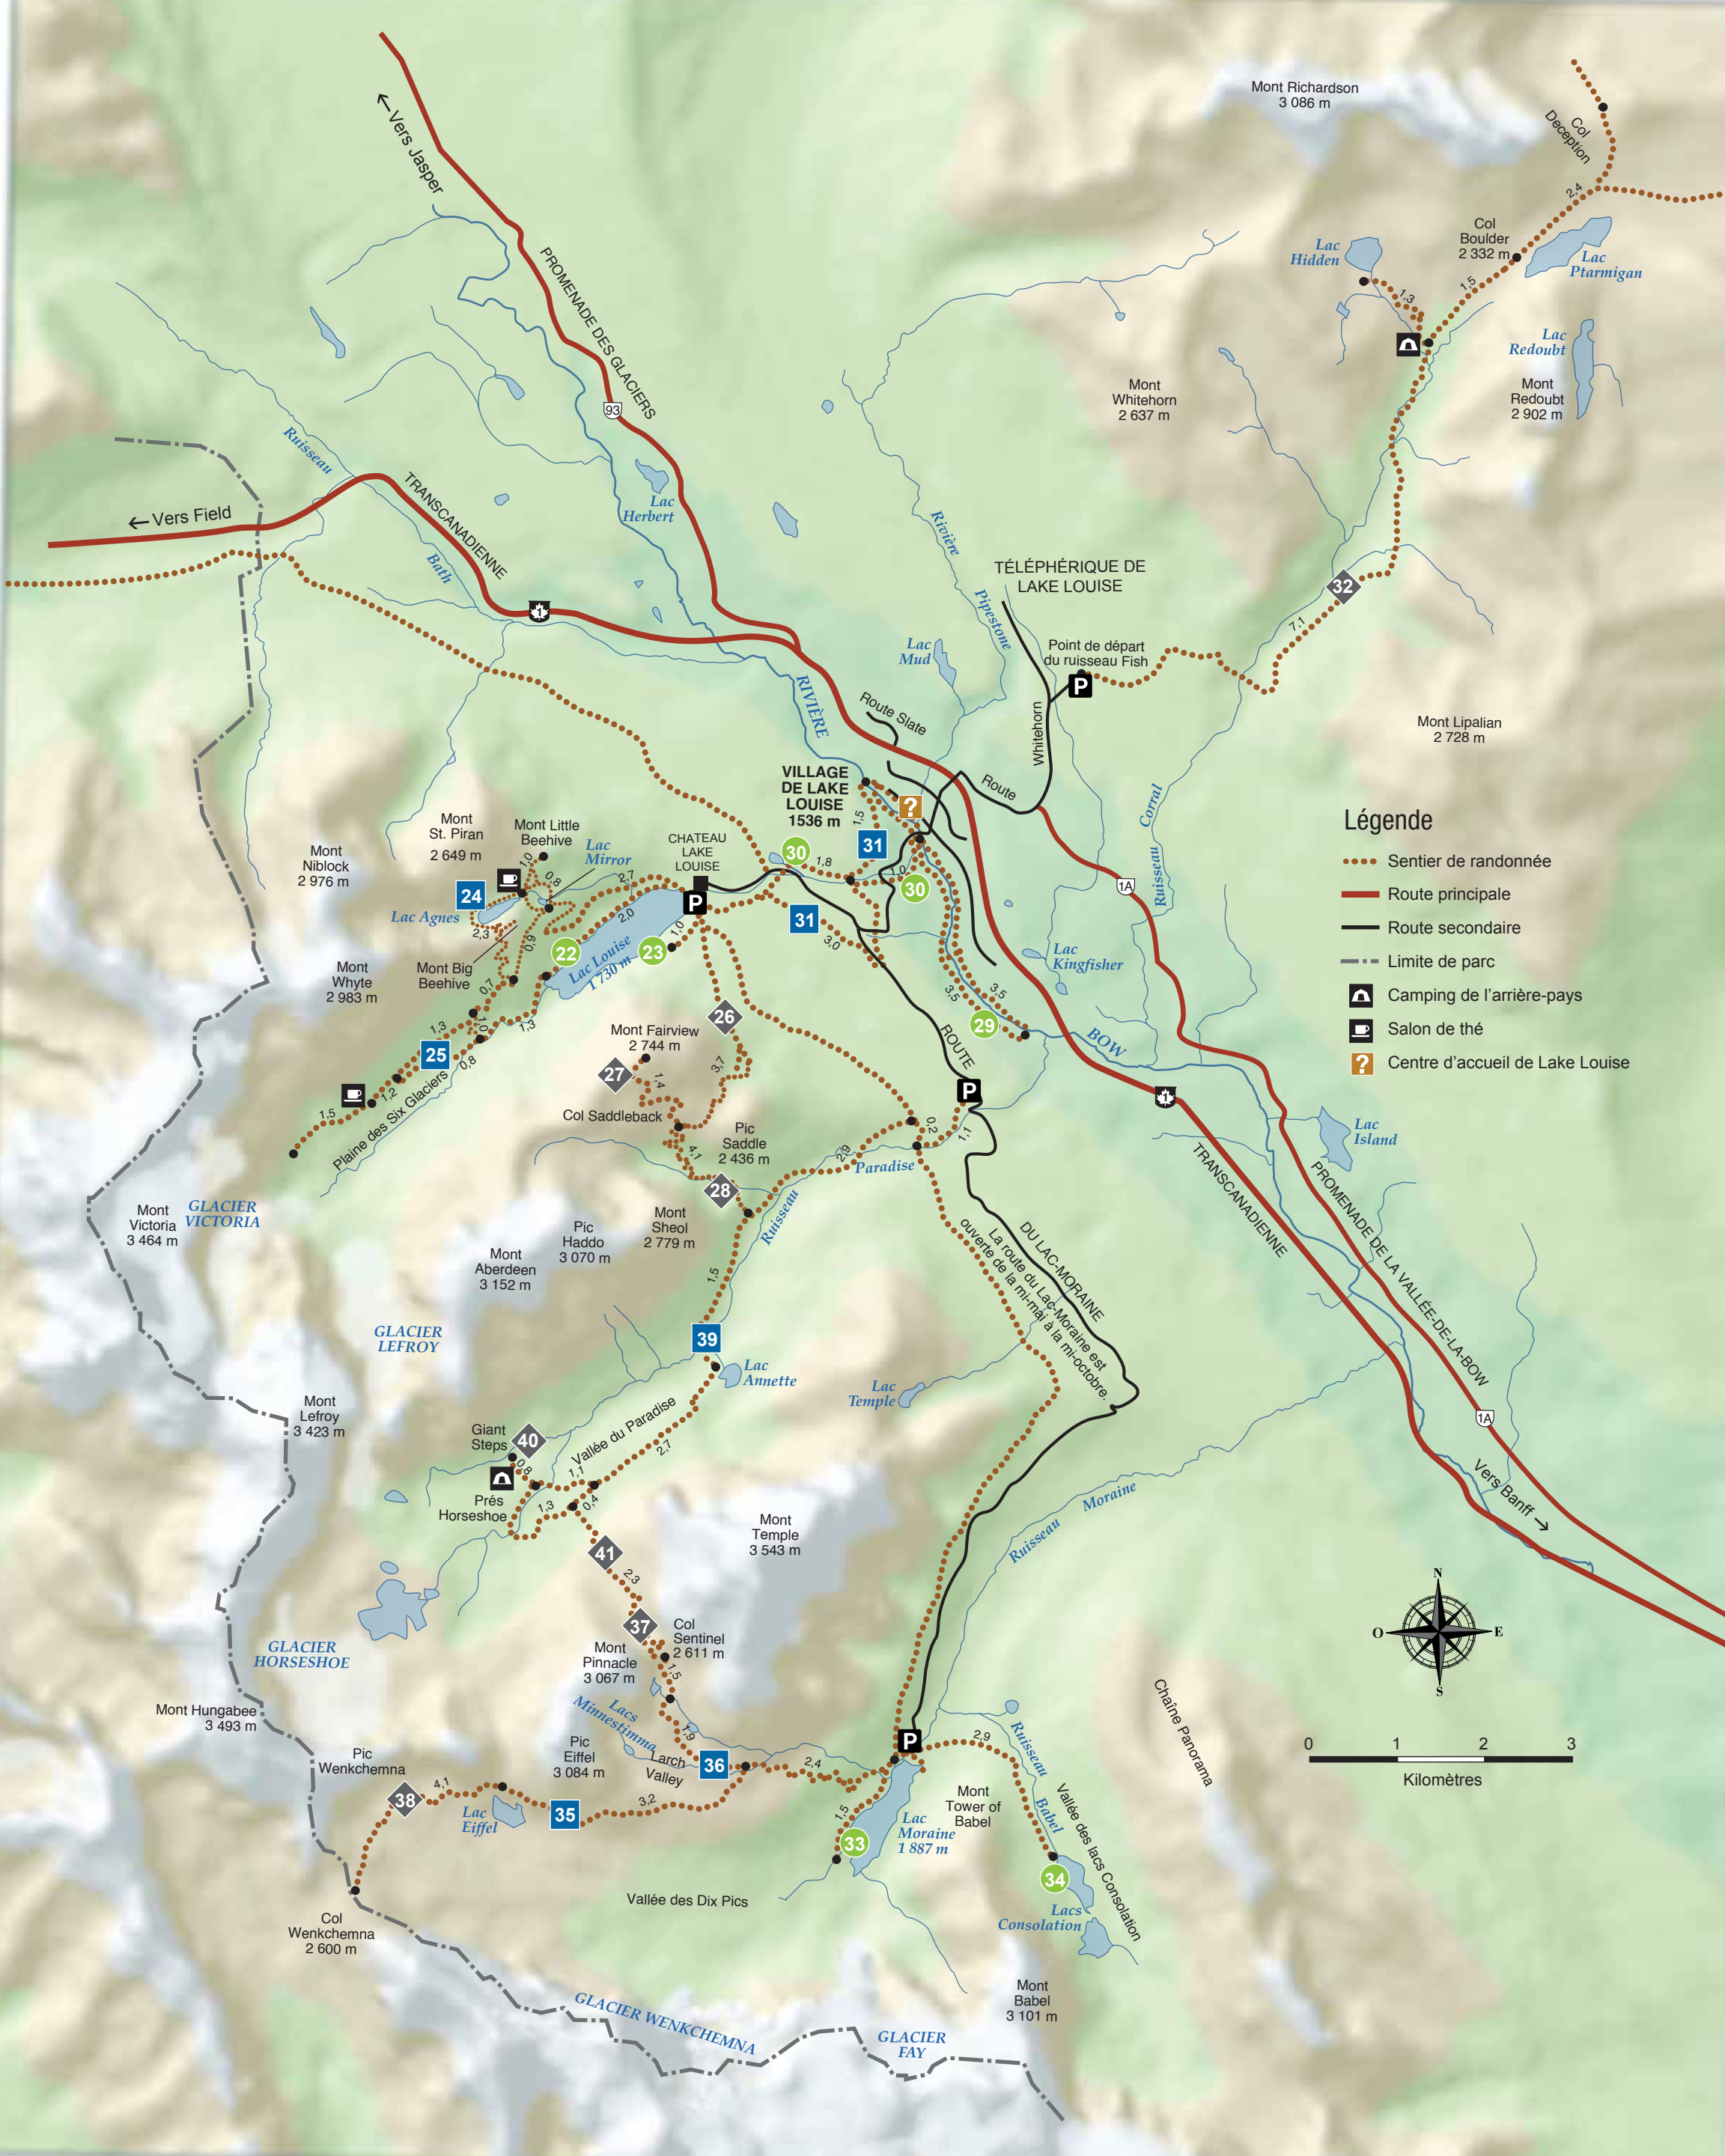 Mont Richardson
3 086 m
Col
Deception
2,4
← Vers Jasper
PROMENADE DES GLACIERS
93
Col
Boulder
2 332 m
Lac
Ptarmigan
Lac
Hidden
1,3
1,5
Lac
Redoubt
Mont
Redoubt
2 902 m
Mont
Whitehorn
2 637 m
Ruisseau
Bath
TRANSCANADIENNE
← Vers Field
1
Lac
Herbert
Rivière
Pipestone
TÉLÉPHÉRIQUE DE
LAKE LOUISE
32
7,1
Lac
Mud
Point de départ
du ruisseau Fish
P
Mont Lipalian
2 728 m
RIVIÈRE
Route Slate
Whitehorn
Route
VILLAGE
DE LAKE
LOUISE
1536 m
?
1,5
31
Corral
Ruisseau
1A
Légende
Sentier de randonnée
Route principale
Route secondaire
Limite de parc
Camping de l'arrière-pays
Salon de thé
? Centre d'accueil de Lake Louise
Mont
St. Piran
2 649 m
Mont Little
Beehive
Lac
Mirror
CHATEAU
LAKE
LOUISE
Mont
Niblock
2 976 m
1,0
0,8
2,7
30
1,8
1,0
30
24
Lac Agnes
2,3
0,9
2,0
P
31
3,0
22
23
1,0
Lac Louise
1 730 m
Mont
Whyte
2 983 m
Mont Big
Beehive
0,7
1,0
1,3
1,3
25
0,8
1,2
1,5
Plaine des Six Glaciers
Lac
Kingfisher
3,5
3,5
29
BOW
26
Mont Fairview
2 744 m
27
1,4
3,7
Col Saddleback
Pic
Saddle
2 436 m
4,1
28
ROUTE
P
0,2
1,1
2,9
Paradise
Ruisseau
1
Lac
Island
TRANSCANADIENNE
PROMENADE DE LA VALLÉE-DE-LA-BOW
1A
Vers Banff →
DU LAC-MORAINE
La route du Lac-Moraine est
ouverte de la mi-mai à la mi-octobre.
Mont
Victoria
3 464 m
GLACIER
VICTORIA
Mont
Sheol
2 779 m
Pic
Haddo
3 070 m
Mont
Aberdeen
3 152 m
1,5
GLACIER
LEFROY
39
Lac
Annette
Lac
Temple
Mont
Lefroy
3 423 m
Giant
Steps
40
0,8
Vallée du Paradise
2,7
1,1
Prés
Horseshoe
1,3
0,4
Ruisseau
Moraine
Mont
Temple
3 543 m
41
2,3
37
Col
Sentinel
2 611 m
Mont
Pinnacle
3 067 m
1,5
GLACIER
HORSESHOE
Lacs
Minnestimma
1,9
Mont Hungabee
3 493 m
Pic
Wenkchemna
Pic
Eiffel
3 084 m
Larch
Valley
36
2,4
P
2,9
Ruisseau
Babel
Chaîne Panorama
N
O
E
S
0 1 2 3
Kilomètres
38
4,1
Lac
Eiffel
35
3,2
1,5
33
Lac
Moraine
1 887 m
Mont
Tower of
Babel
Vallée des lacs Consolation
34
Lacs
Consolation
Vallée des Dix Pics
Col
Wenkchemna
2 600 m
Mont
Babel
3 101 m
GLACIER WENKCHEMNA
GLACIER
FAY